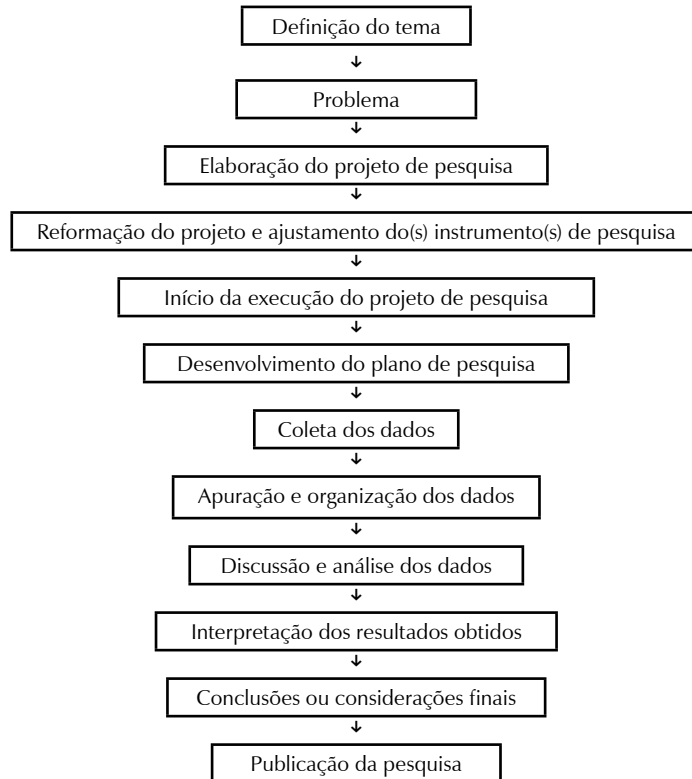 Definição do tema
Problema
Elaboração do projeto de pesquisa
Reformação do projeto e ajustamento do(s) instrumento(s) de pesquisa
Início da execução do projeto de pesquisa
Desenvolvimento do plano de pesquisa
Coleta dos dados
Apuração e organização dos dados
Discussão e análise dos dados
Interpretação dos resultados obtidos
Conclusões ou considerações finais
Publicação da pesquisa